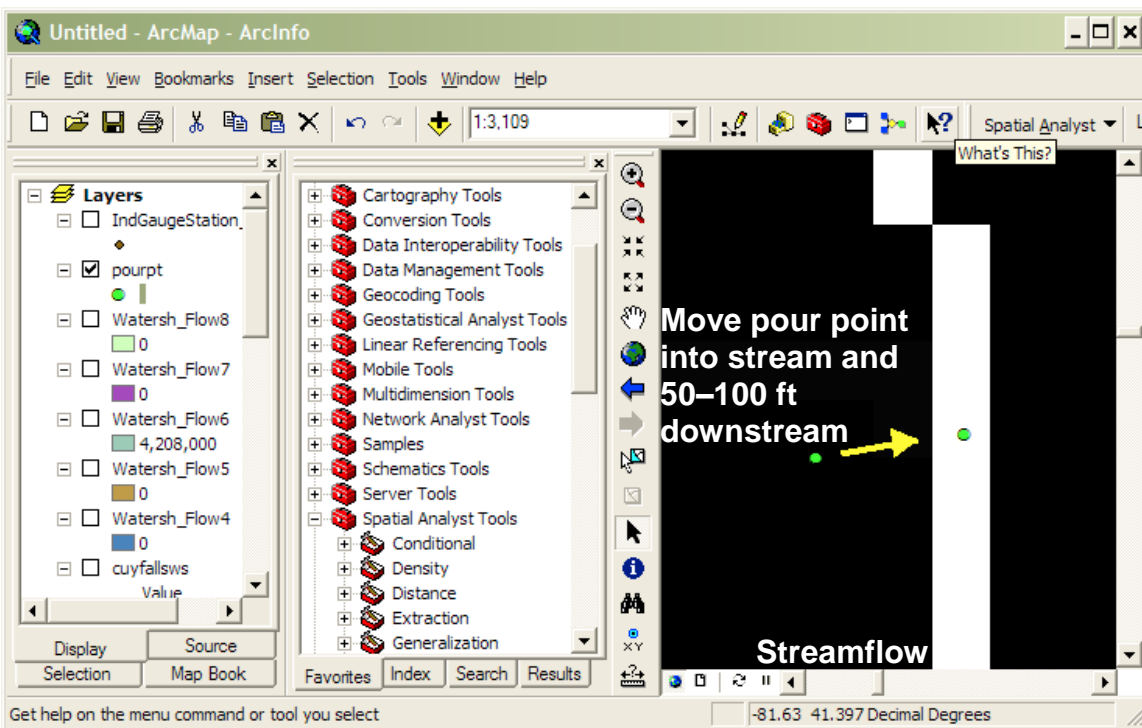 Untitled - ArcMap - ArcInfo
File Edit View Bookmarks Insert Selection Tools Window Help
1:3,109
Spatial Analyst
L
What's This?
Layers
IndGaugeStation_
pourpt
Watersh_Flow8
0
Watersh_Flow7
0
Watersh_Flow6
4,208,000
Watersh_Flow5
0
Watersh_Flow4
0
cuyfallsws
Value
Display
Source
Selection
Map Book
Cartography Tools
Conversion Tools
Data Interoperability Tools
Data Management Tools
Geocoding Tools
Geostatistical Analyst Tools
Linear Referencing Tools
Mobile Tools
Multidimension Tools
Network Analyst Tools
Samples
Schematics Tools
Server Tools
Spatial Analyst Tools
Conditional
Density
Distance
Extraction
Generalization
Favorites Index Search Results
XY
Move pour point
into stream and
50–100 ft
downstream
Streamflow
Get help on the menu command or tool you select
-81.63 41.397 Decimal Degrees